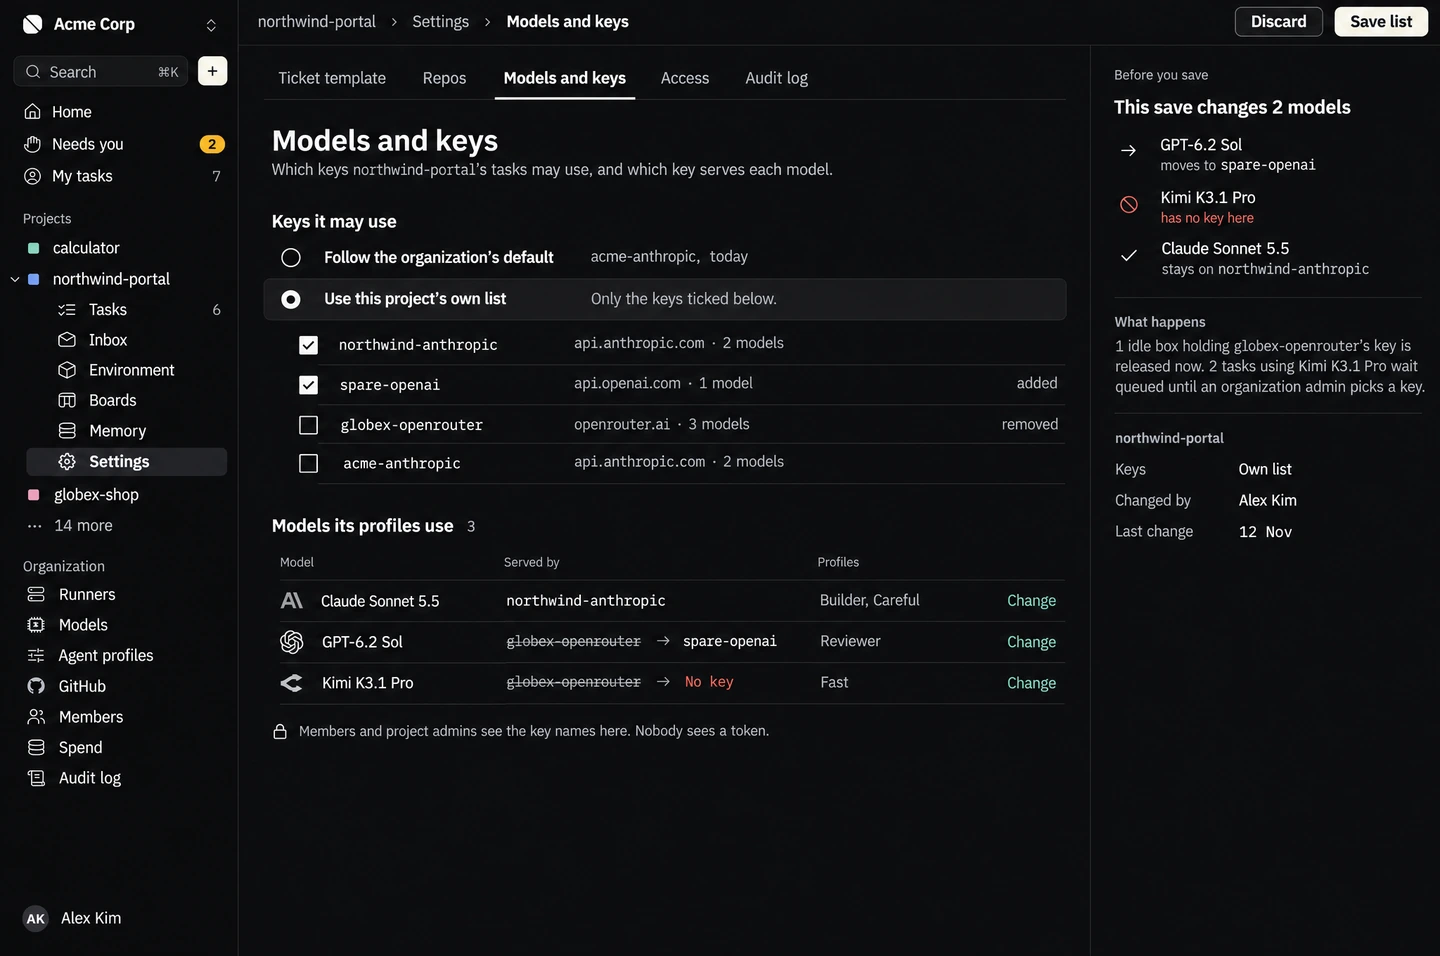 Acme Corp
Search ⌘K
+
Home
Needs you 2
My tasks 7
Projects
calculator
northwind-portal
Tasks 6
Inbox
Environment
Boards
Memory
Settings
globex-shop
14 more
Organization
Runners
Models
Agent profiles
GitHub
Members
Spend
Audit log
AK Alex Kim
northwind-portal > Settings > Models and keys
Discard
Save list
Ticket template Repos Models and keys Access Audit log
Models and keys
Which keys northwind-portal's tasks may use, and which key serves each model.
Keys it may use
Follow the organization's default acme-anthropic, today
Use this project's own list Only the keys ticked below.
northwind-anthropic api.anthropic.com · 2 models
spare-openai api.openai.com · 1 model added
globex-openrouter openrouter.ai · 3 models removed
acme-anthropic api.anthropic.com · 2 models
Models its profiles use 3
Model Served by Profiles
Claude Sonnet 5.5 northwind-anthropic Builder, Careful Change
GPT-6.2 Sol globex-openrouter → spare-openai Reviewer Change
Kimi K3.1 Pro globex-openrouter → No key Fast Change
Members and project admins see the key names here. Nobody sees a token.
Before you save
This save changes 2 models
→ GPT-6.2 Sol
moves to spare-openai
Kimi K3.1 Pro
has no key here
Claude Sonnet 5.5
stays on northwind-anthropic
What happens
1 idle box holding globex-openrouter's key is
released now. 2 tasks using Kimi K3.1 Pro wait
queued until an organization admin picks a key.
northwind-portal
Keys Own list
Changed by Alex Kim
Last change 12 Nov